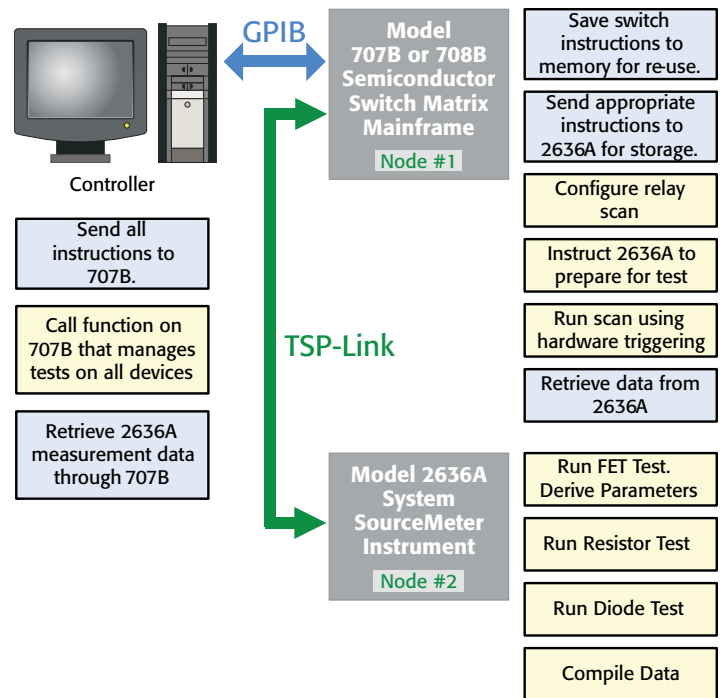 GPIB
Model
707B or 708B
Semiconductor
Switch Matrix
Mainframe
Node #1
Save switch
instructions to
memory for re-use.
Send appropriate
instructions to
2636A for storage.
Configure relay
scan
Instruct 2636A to
prepare for test
Run scan using
hardware triggering
Retrieve data from
2636A
Controller
Send all
instructions to
707B.
Call function on
707B that manages
tests on all devices
Retrieve 2636A
measurement data
through 707B
TSP-Link
Model 2636A
System
SourceMeter
Instrument
Node #2
Run FET Test.
Derive Parameters
Run Resistor Test
Run Diode Test
Compile Data